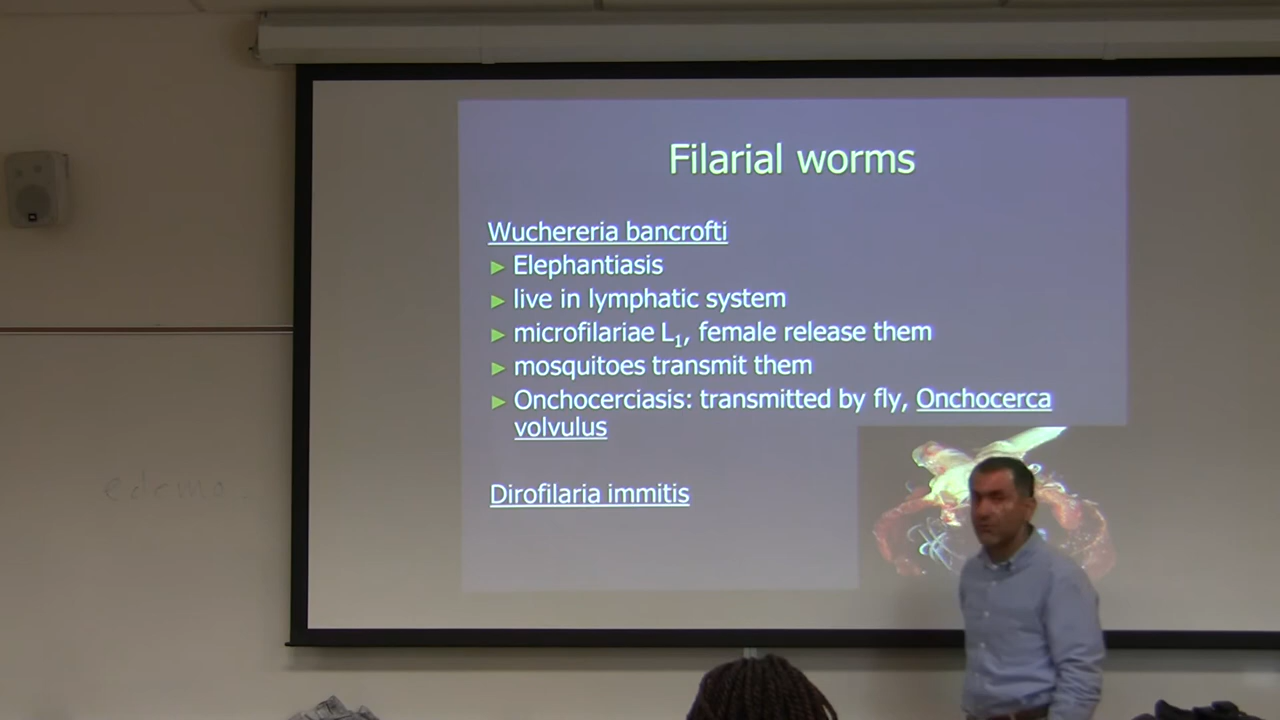 Filarial worms
Wuchereria bancrofti
► Elephantiasis
► live in lymphatic system
► microfilariae L₁, female release them
► mosquitoes transmit them
► Onchocerciasis: transmitted by fly, Onchocerca
volvulus
edema
Dirofilaria immitis